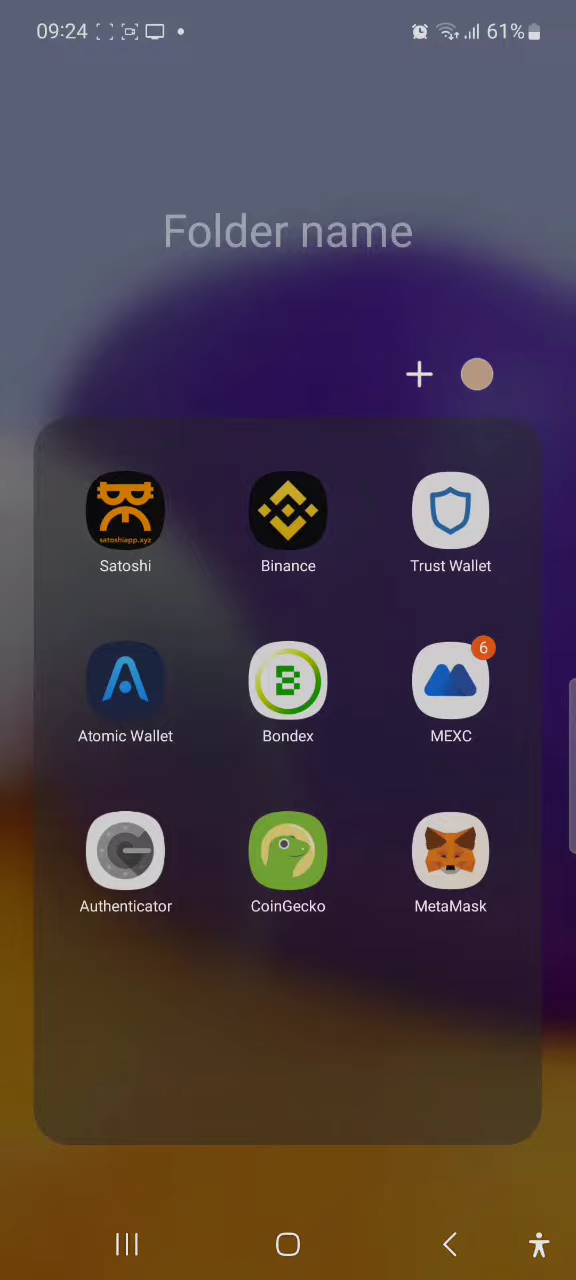 09:24 61%
Folder name
satoshiapp.xyz
Satoshi Binance Trust Wallet
6
Atomic Wallet Bondex MEXC
Authenticator CoinGecko MetaMask